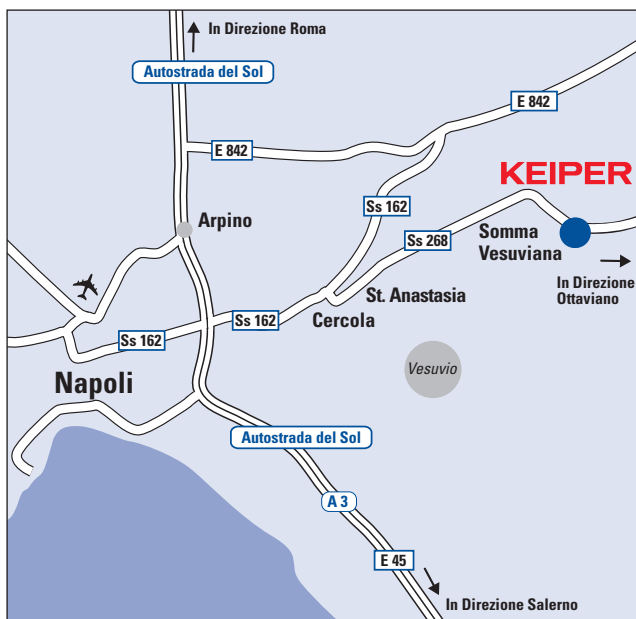 In Direzione Roma
Autostrada del Sol
E 842
E 842
KEIPER
Ss 162
Arpino
Somma
Vesuviana
Ss 268
In Direzione
Ottaviano
St. Anastasia
Ss 162
Cercola
Ss 162
Vesuvio
Napoli
Autostrada del Sol
A 3
E 45
In Direzione Salerno